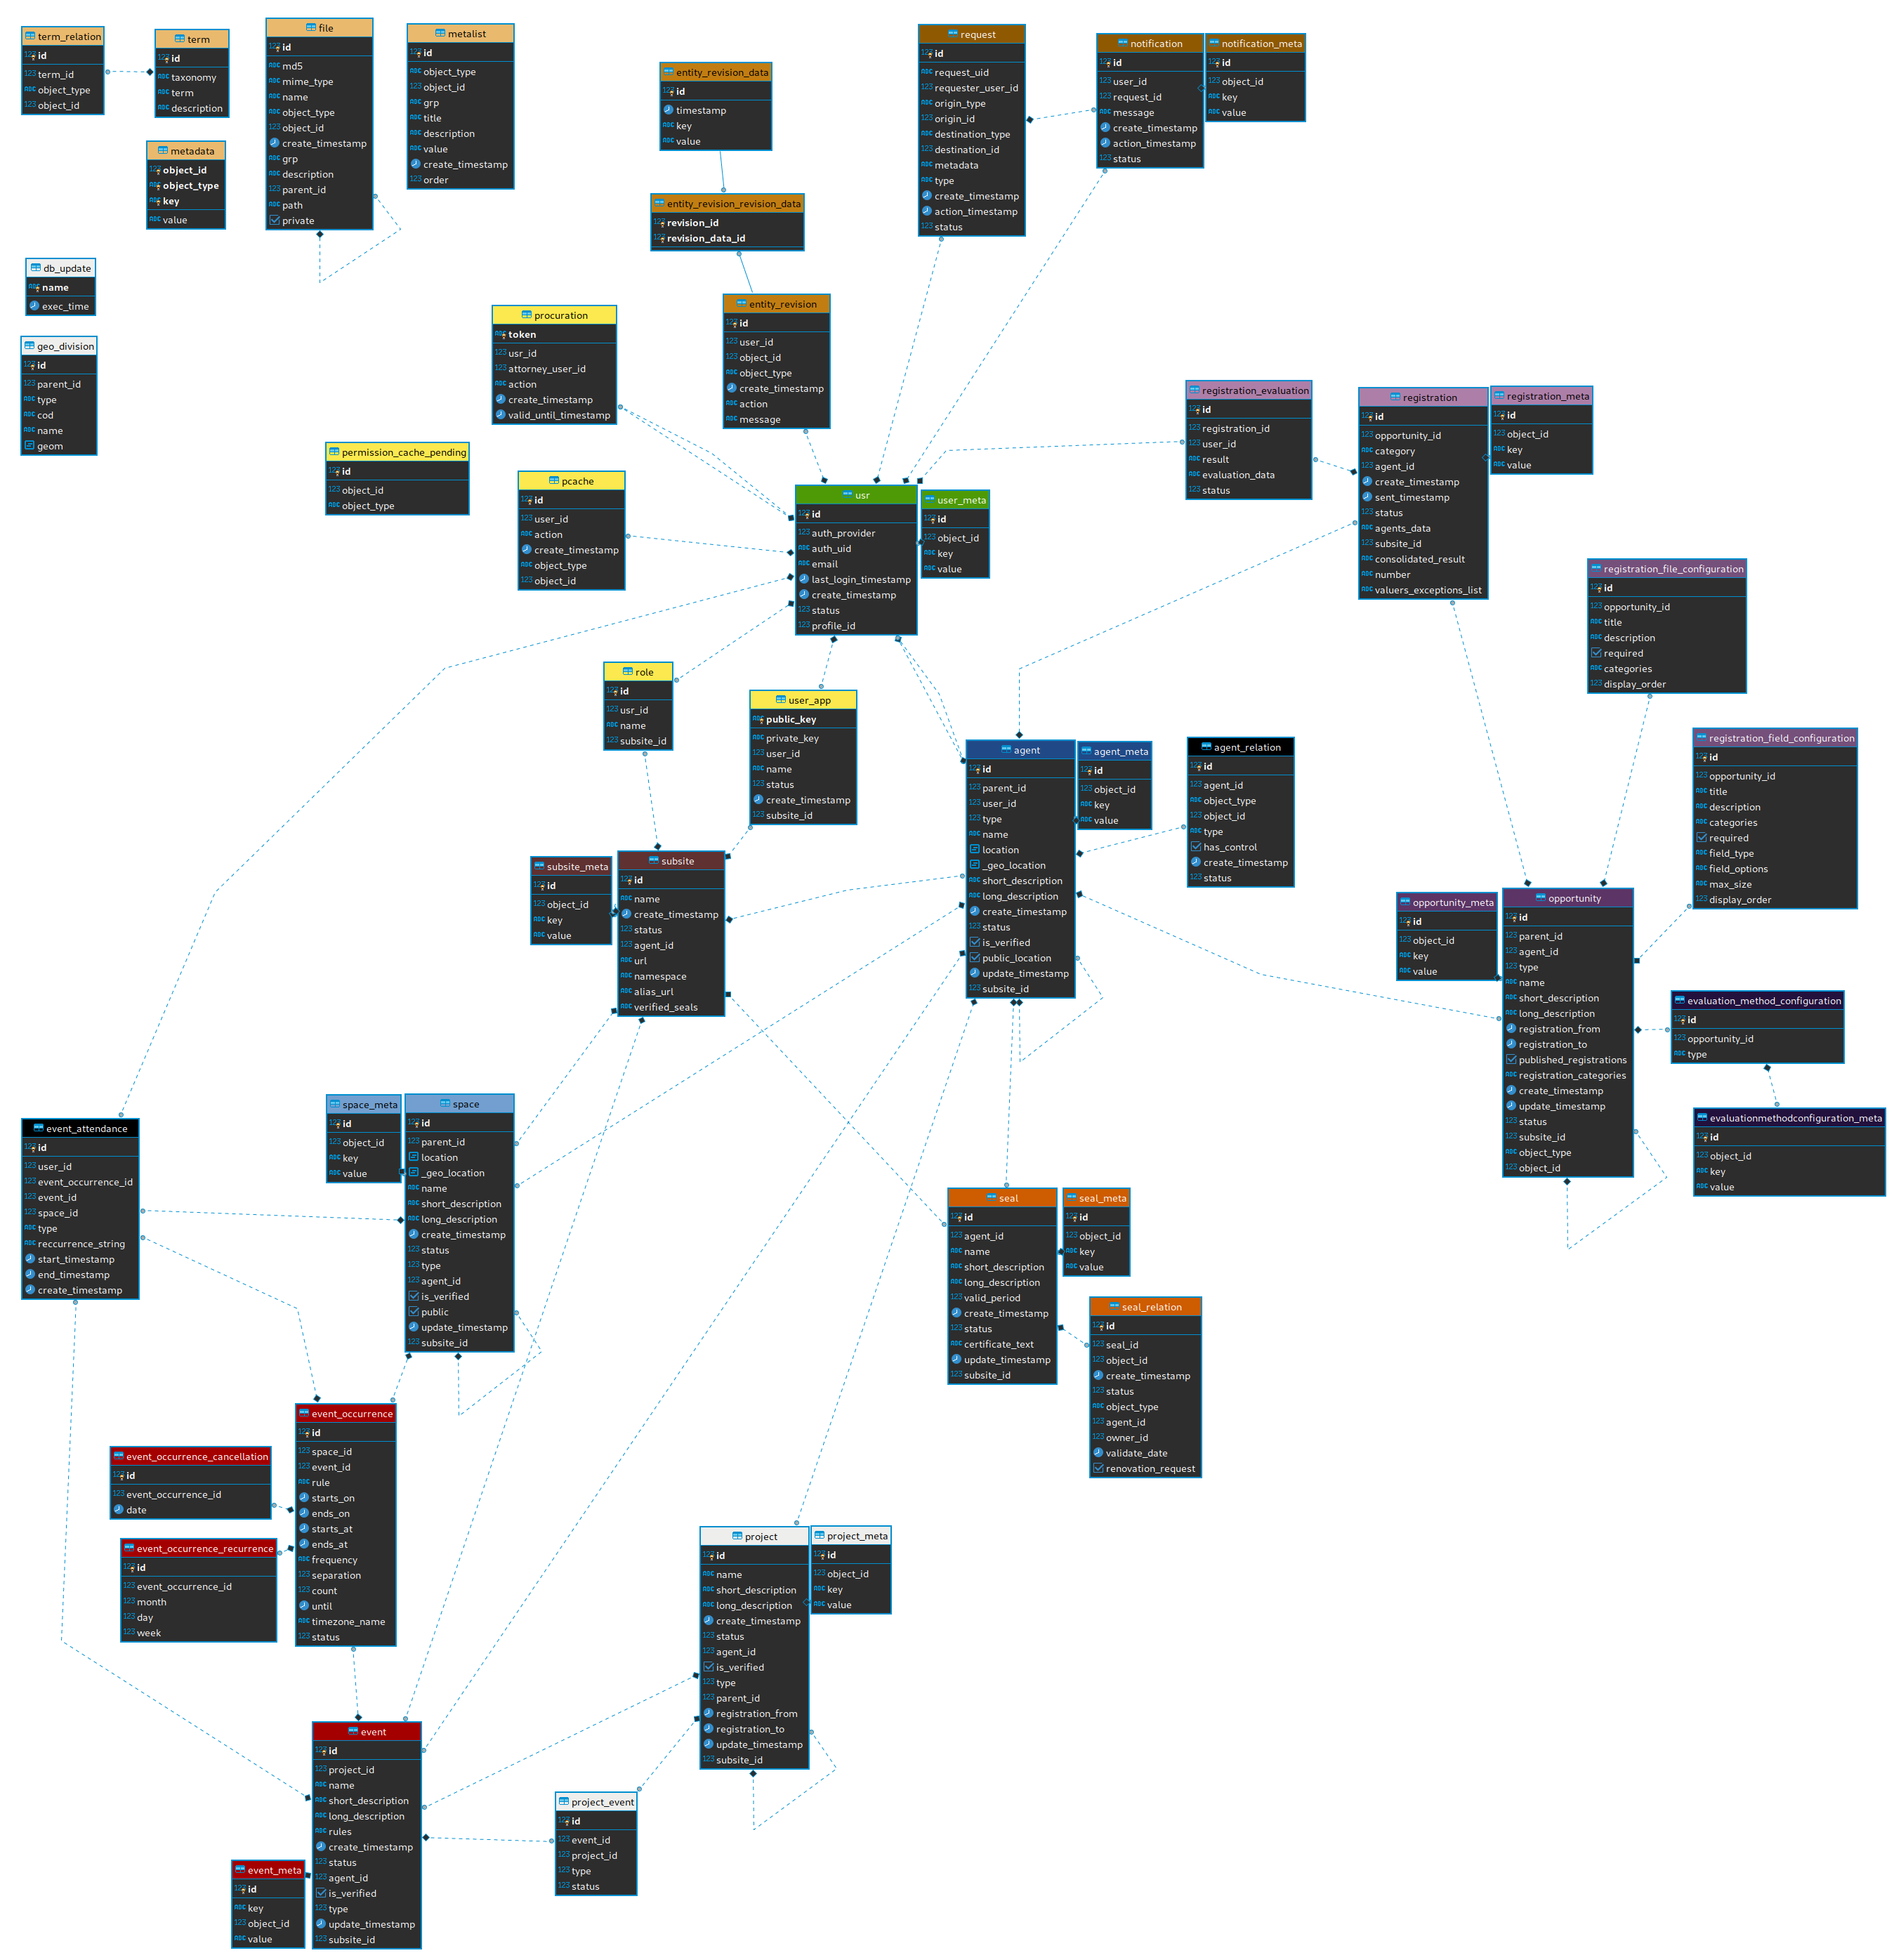 term_relation
id
term_id
object_type
object_id
term
id
taxonomy
term
description
metadata
object_id
object_type
key
value
file
id
md5
mime_type
name
object_type
object_id
create_timestamp
grp
description
parent_id
path
private
metalist
id
object_type
object_id
grp
title
description
value
create_timestamp
order
entity_revision_data
id
timestamp
key
value
entity_revision_revision_data
revision_id
revision_data_id
request
id
request_uid
requester_user_id
origin_type
origin_id
destination_type
destination_id
metadata
type
create_timestamp
action_timestamp
status
notification
id
user_id
request_id
message
create_timestamp
action_timestamp
status
notification_meta
id
object_id
key
value
db_update
name
exec_time
geo_division
id
parent_id
type
cod
name
geom
procuration
token
usr_id
attorney_user_id
action
create_timestamp
valid_until_timestamp
entity_revision
id
user_id
object_id
object_type
create_timestamp
action
message
permission_cache_pending
id
object_id
object_type
pcache
id
user_id
action
create_timestamp
object_type
object_id
usr
id
auth_provider
auth_uid
email
last_login_timestamp
create_timestamp
status
profile_id
user_meta
id
object_id
key
value
registration_evaluation
id
registration_id
user_id
result
evaluation_data
status
registration
id
opportunity_id
category
agent_id
create_timestamp
sent_timestamp
status
agents_data
subsite_id
consolidated_result
number
valuers_exceptions_list
registration_meta
id
object_id
key
value
registration_file_configuration
id
opportunity_id
title
description
required
categories
display_order
role
id
usr_id
name
subsite_id
user_app
public_key
private_key
user_id
name
status
create_timestamp
subsite_id
agent
id
parent_id
user_id
type
name
location
_geo_location
short_description
long_description
create_timestamp
status
is_verified
public_location
update_timestamp
subsite_id
agent_meta
id
object_id
key
value
agent_relation
id
agent_id
object_type
object_id
type
has_control
create_timestamp
status
registration_field_configuration
id
opportunity_id
title
description
categories
required
field_type
field_options
max_size
display_order
subsite_meta
id
object_id
key
value
subsite
id
name
create_timestamp
status
agent_id
url
namespace
alias_url
verified_seals
opportunity_meta
id
object_id
key
value
opportunity
id
parent_id
agent_id
type
name
short_description
long_description
registration_from
registration_to
published_registrations
registration_categories
create_timestamp
update_timestamp
status
subsite_id
object_type
object_id
evaluation_method_configuration
id
opportunity_id
type
evaluationmethodconfiguration_meta
id
object_id
key
value
event_attendance
id
user_id
event_occurrence_id
event_id
space_id
type
reccurrence_string
start_timestamp
end_timestamp
create_timestamp
space_meta
id
object_id
key
value
space
id
parent_id
location
_geo_location
name
short_description
long_description
create_timestamp
status
type
agent_id
is_verified
public
update_timestamp
subsite_id
seal
id
agent_id
name
short_description
long_description
valid_period
create_timestamp
status
certificate_text
update_timestamp
subsite_id
seal_meta
id
object_id
key
value
seal_relation
id
seal_id
object_id
create_timestamp
status
object_type
agent_id
owner_id
validate_date
renovation_request
event_occurrence_cancellation
id
event_occurrence_id
date
event_occurrence_recurrence
id
event_occurrence_id
month
day
week
event_occurrence
id
space_id
event_id
rule
starts_on
ends_on
starts_at
ends_at
frequency
separation
count
until
timezone_name
status
project
id
name
short_description
long_description
create_timestamp
status
agent_id
is_verified
type
parent_id
registration_from
registration_to
update_timestamp
subsite_id
project_meta
id
object_id
key
value
event
id
project_id
name
short_description
long_description
rules
create_timestamp
status
agent_id
is_verified
type
update_timestamp
subsite_id
event_meta
id
key
object_id
value
project_event
id
event_id
project_id
type
status